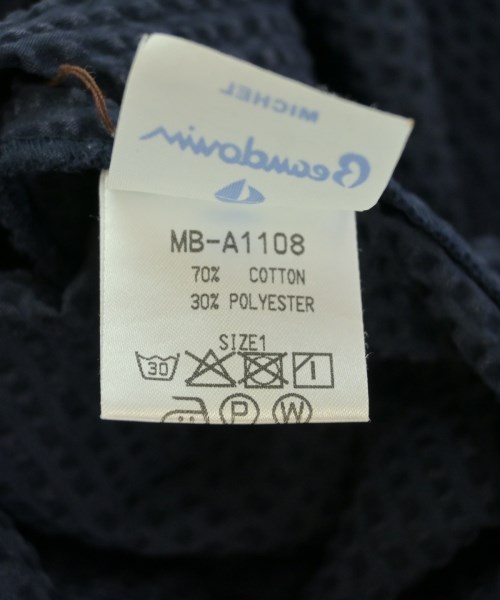 MICHEL
Beaudouin
MB-A1108
70% COTTON
30% POLYESTER
SIZE1
30
P W